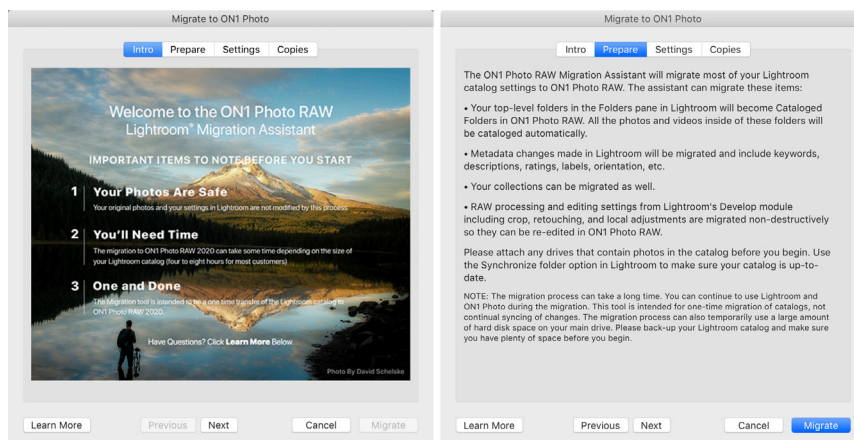 Migrate to ON1 Photo
Intro Prepare Settings Copies
Welcome to the ON1 Photo RAW
Lightroom® Migration Assistant
IMPORTANT ITEMS TO NOTE BEFORE YOU START
1 Your Photos Are Safe
Your original photos and your settings in Lightroom are not modified by this process
2 You'll Need Time
The migration to ON1 Photo RAW 2020 can take some time depending on the size of
your Lightroom catalog (four to eight hours for most customers)
3 One and Done
The Migration tool is intended to be a one time transfer of the Lightroom catalog to
ON1 Photo RAW 2020.
Have Questions? Click Learn More Below
Photo By David Schelske
Learn More Previous Next Cancel Migrate
Migrate to ON1 Photo
Intro Prepare Settings Copies
The ON1 Photo RAW Migration Assistant will migrate most of your Lightroom
catalog settings to ON1 Photo RAW. The assistant can migrate these items:
• Your top-level folders in the Folders pane in Lightroom will become Cataloged
Folders in ON1 Photo RAW. All the photos and videos inside of these folders will
be cataloged automatically.
• Metadata changes made in Lightroom will be migrated and include keywords,
descriptions, ratings, labels, orientation, etc.
• Your collections can be migrated as well.
• RAW processing and editing settings from Lightroom's Develop module
including crop, retouching, and local adjustments are migrated non-destructively
so they can be re-edited in ON1 Photo RAW.
Please attach any drives that contain photos in the catalog before you begin. Use
the Synchronize folder option in Lightroom to make sure your catalog is up-to-
date.
NOTE: The migration process can take a long time. You can continue to use Lightroom and
ON1 Photo during the migration. This tool is intended for one-time migration of catalogs, not
continual syncing of changes. The migration process can also temporarily use a large amount
of hard disk space on your main drive. Please back-up your Lightroom catalog and make sure
you have plenty of space before you begin.
Learn More Previous Next Cancel Migrate